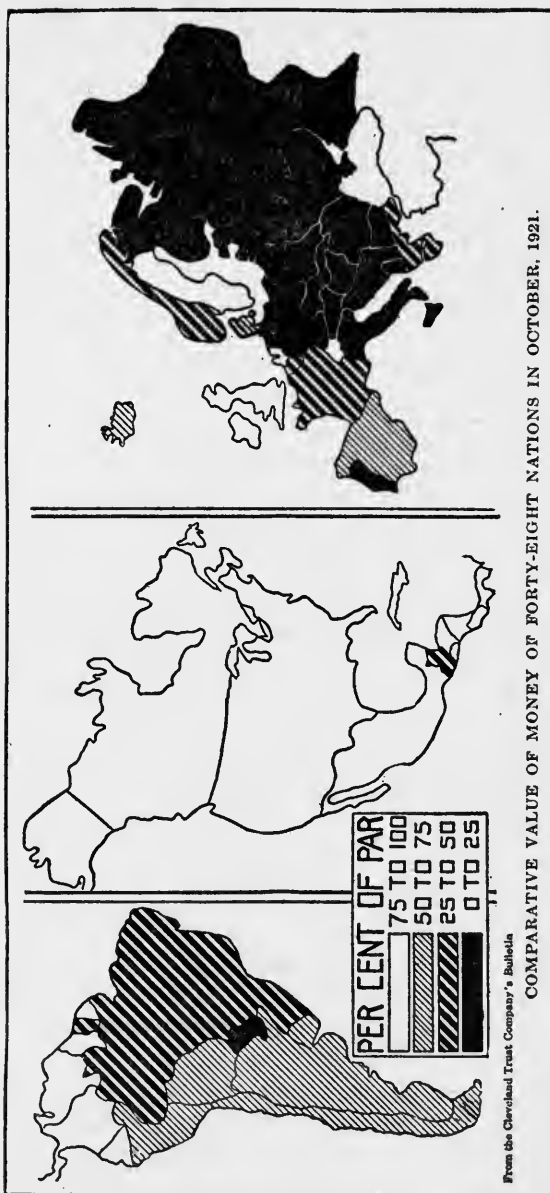 PER CENT OF PAR
75 TO 100
50 TO 75
25 TO 50
0 TO 25
From the Cleveland Trust Company's Bulletin
COMPARATIVE VALUE OF MONEY OF FORTY-EIGHT NATIONS IN OCTOBER, 1921.